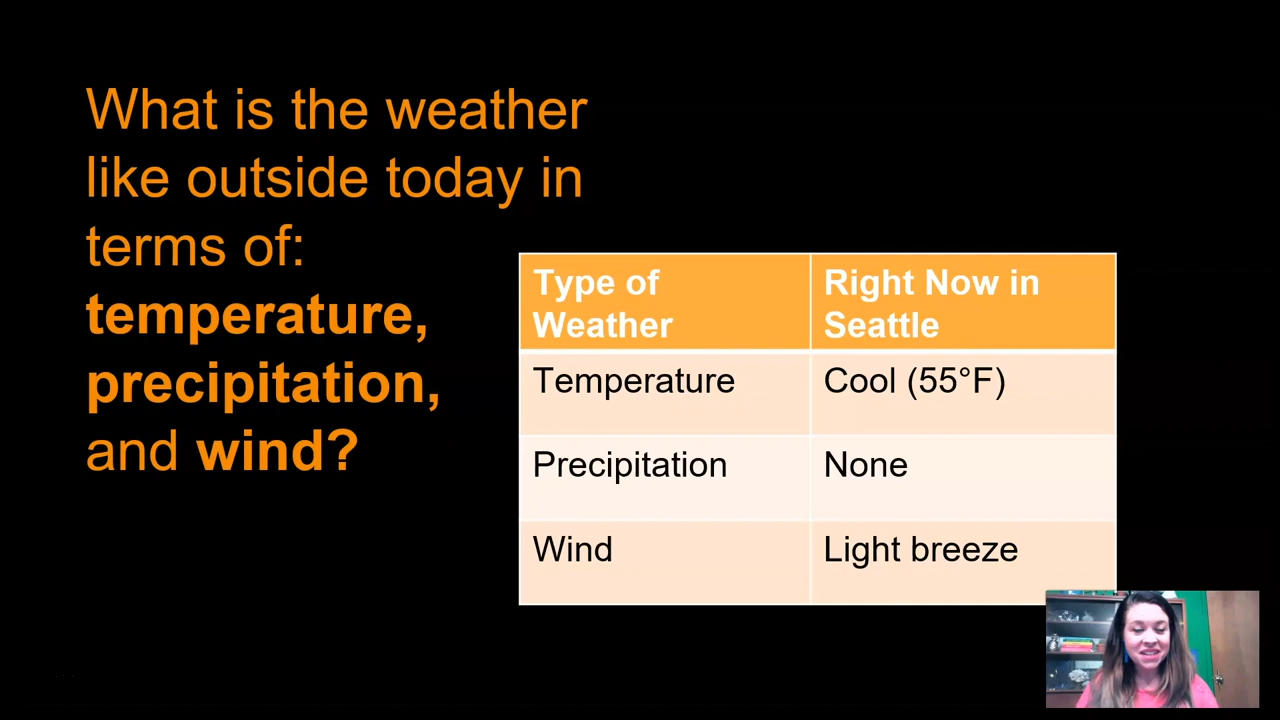 What is the weather
like outside today in
terms of:
temperature,
precipitation,
and wind?
Type of
Weather
Right Now in
Seattle
Temperature
Cool (55°F)
Precipitation
None
Wind
Light breeze